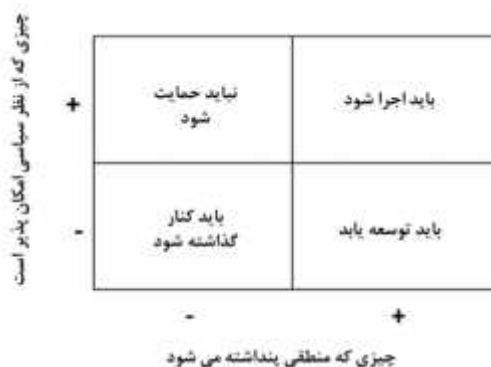 چیزی که از نظر سیاسی امکان پذیر است
+
باید اجرا شود
نباید حمایت
شود
-
باید توسعه یابد
باید کنار
گذاشته شود
+
-
چیزی که منطقی پنداشته می شود